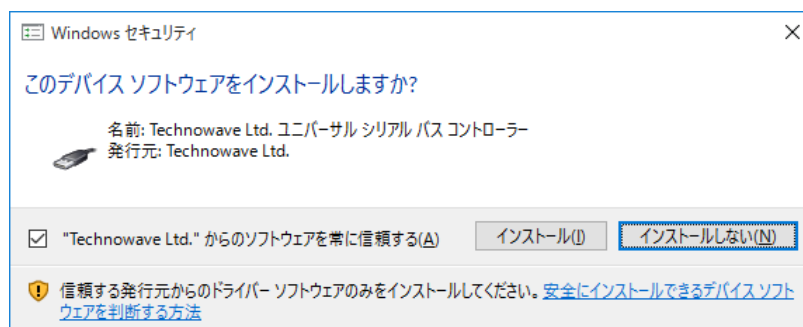 Windows セキュリティ
このデバイス ソフトウェアをインストールしますか?
名前: Technowave Ltd. ユニバーサル シリアル バス コントローラー
発行元: Technowave Ltd.
"Technowave Ltd." からのソフトウェアを常に信頼する(A)
インストール(I)
インストールしない(N)
信頼する発行元からのドライバー ソフトウェアのみをインストールしてください。安全にインストールできるデバイス ソフト
ウェアを判断する方法